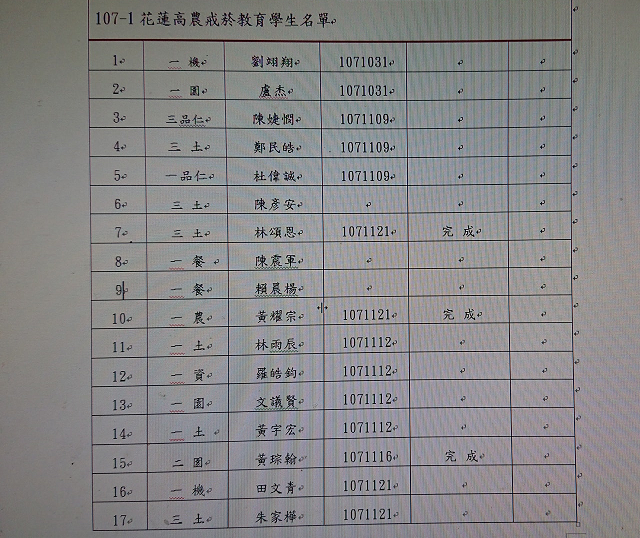 107-1 花蓮高農戒菸教育學生名單
1 一 機 劉翊翔 1071031
2 一 園 盧杰 1071031
3 三品仁 陳婕憫 1071109
4 三 土 鄭民皓 1071109
5 一品仁 杜偉誠 1071109
6 三 土 陳彥安
7 三 土 林頌恩 1071121 完 成
8 一 餐 陳震軍
9 一 餐 賴晨楊
10 一 農 黃耀宗 1071121 完 成
11 一 土 林雨辰 1071112
12 一 資 羅皓鈞 1071112
13 一 園 文議賢 1071112
14 一 土 黃宇宏 1071112
15 二 園 黃琮翰 1071116 完 成
16 一 機 田文青 1071121
17 三 土 朱家樺 1071121